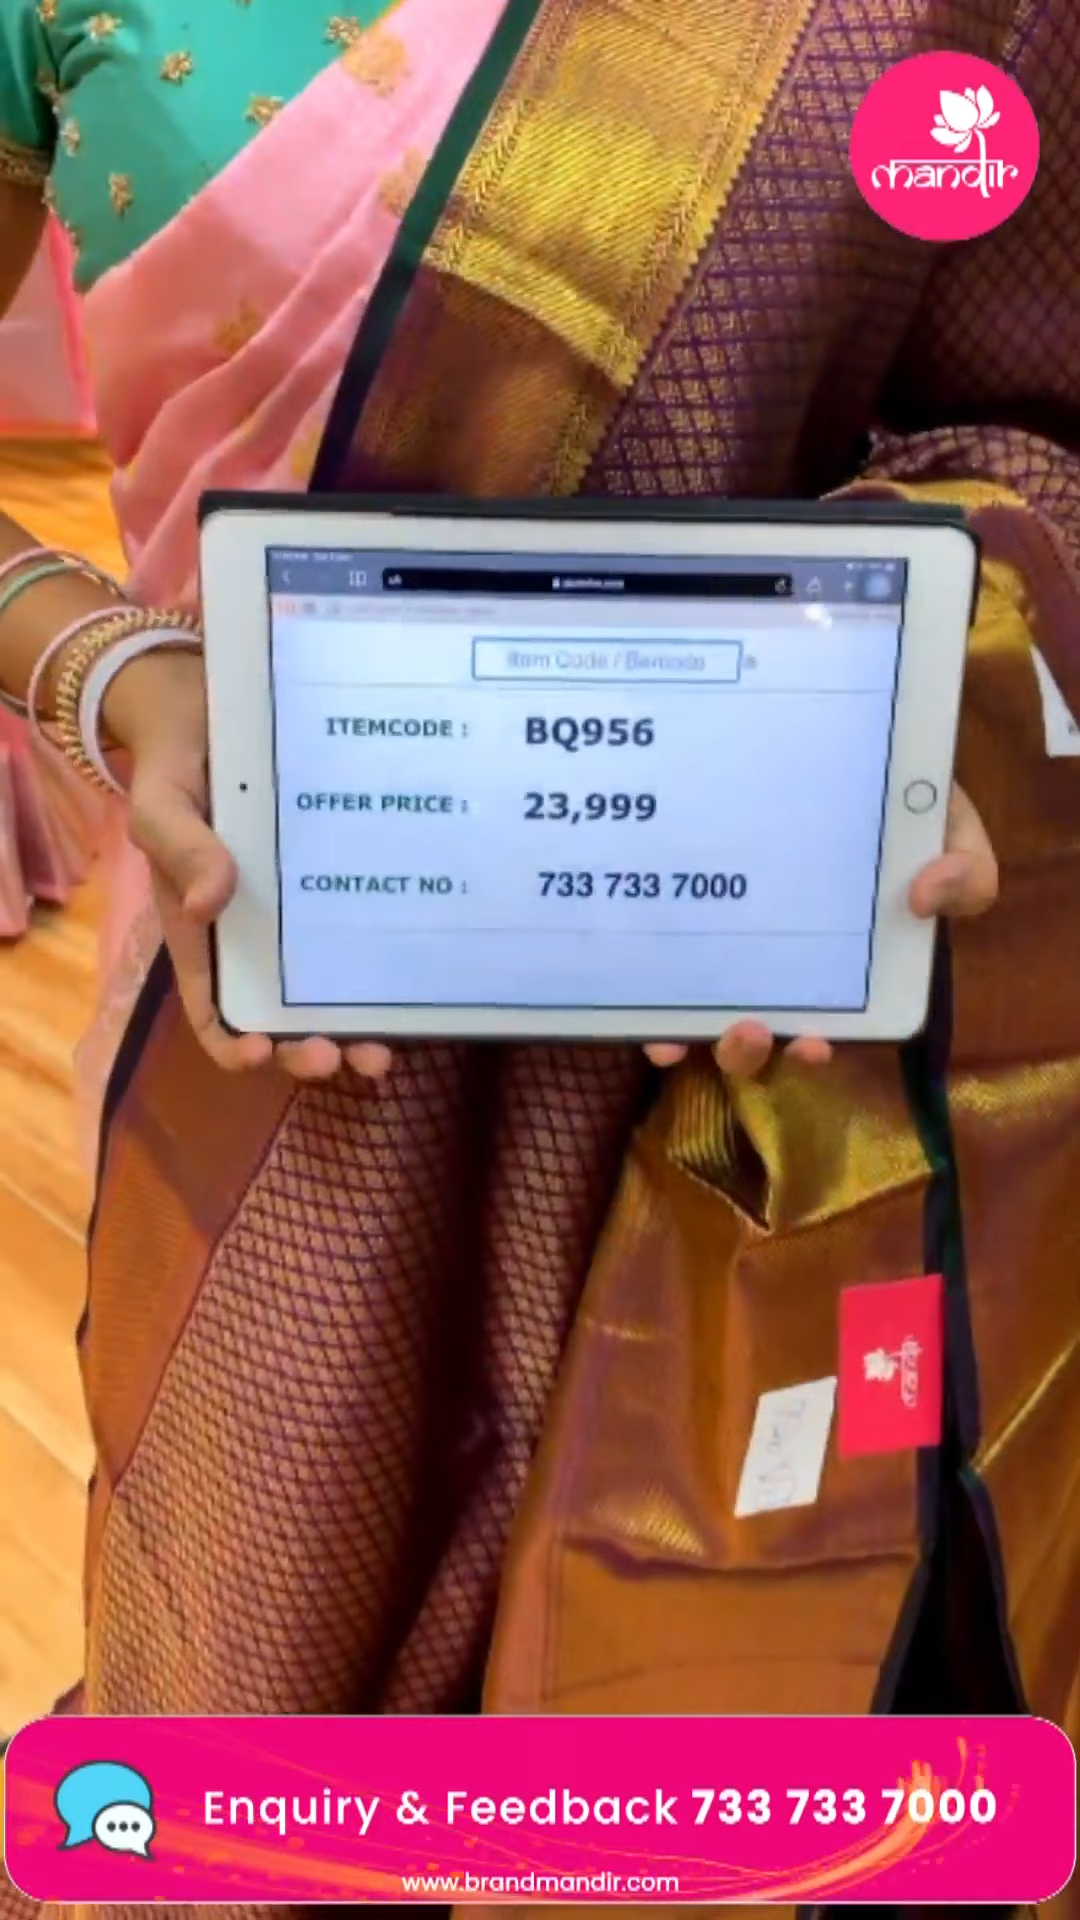 mandir
Item Code / Barcode
ITEMCODE : BQ956
OFFER PRICE : 23,999
CONTACT NO : 733 733 7000
Enquiry & Feedback 733 733 7000
www.brandmandir.com